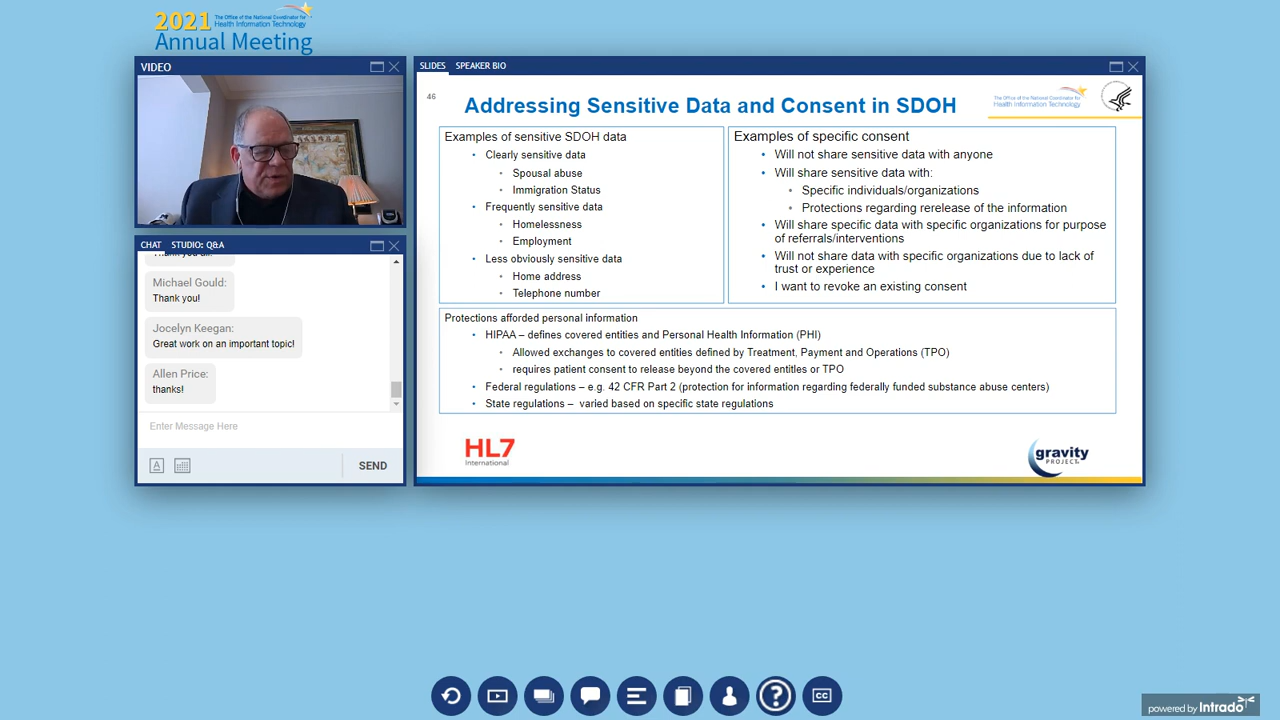 2021 The Office of the National Coordinator for
Health Information Technology
Annual Meeting
VIDEO
CHAT STUDIO: Q&A
Michael Gould:
Thank you!
Jocelyn Keegan:
Great work on an important topic!
Allen Price:
thanks!
Enter Message Here
A
SEND
SLIDES SPEAKER BIO
46
Addressing Sensitive Data and Consent in SDOH
The Office of the National Coordinator for
Health Information Technology
Examples of sensitive SDOH data
• Clearly sensitive data
• Spousal abuse
• Immigration Status
• Frequently sensitive data
• Homelessness
• Employment
• Less obviously sensitive data
• Home address
• Telephone number
Examples of specific consent
• Will not share sensitive data with anyone
• Will share sensitive data with:
• Specific individuals/organizations
• Protections regarding rerelease of the information
• Will share specific data with specific organizations for purpose
of referrals/interventions
• Will not share data with specific organizations due to lack of
trust or experience
• I want to revoke an existing consent
Protections afforded personal information
• HIPAA – defines covered entities and Personal Health Information (PHI)
• Allowed exchanges to covered entities defined by Treatment, Payment and Operations (TPO)
• requires patient consent to release beyond the covered entities or TPO
• Federal regulations – e.g. 42 CFR Part 2 (protection for information regarding federally funded substance abuse centers)
• State regulations – varied based on specific state regulations
HL7
International
gravity
PROJECT
?
CC
powered by Intrado